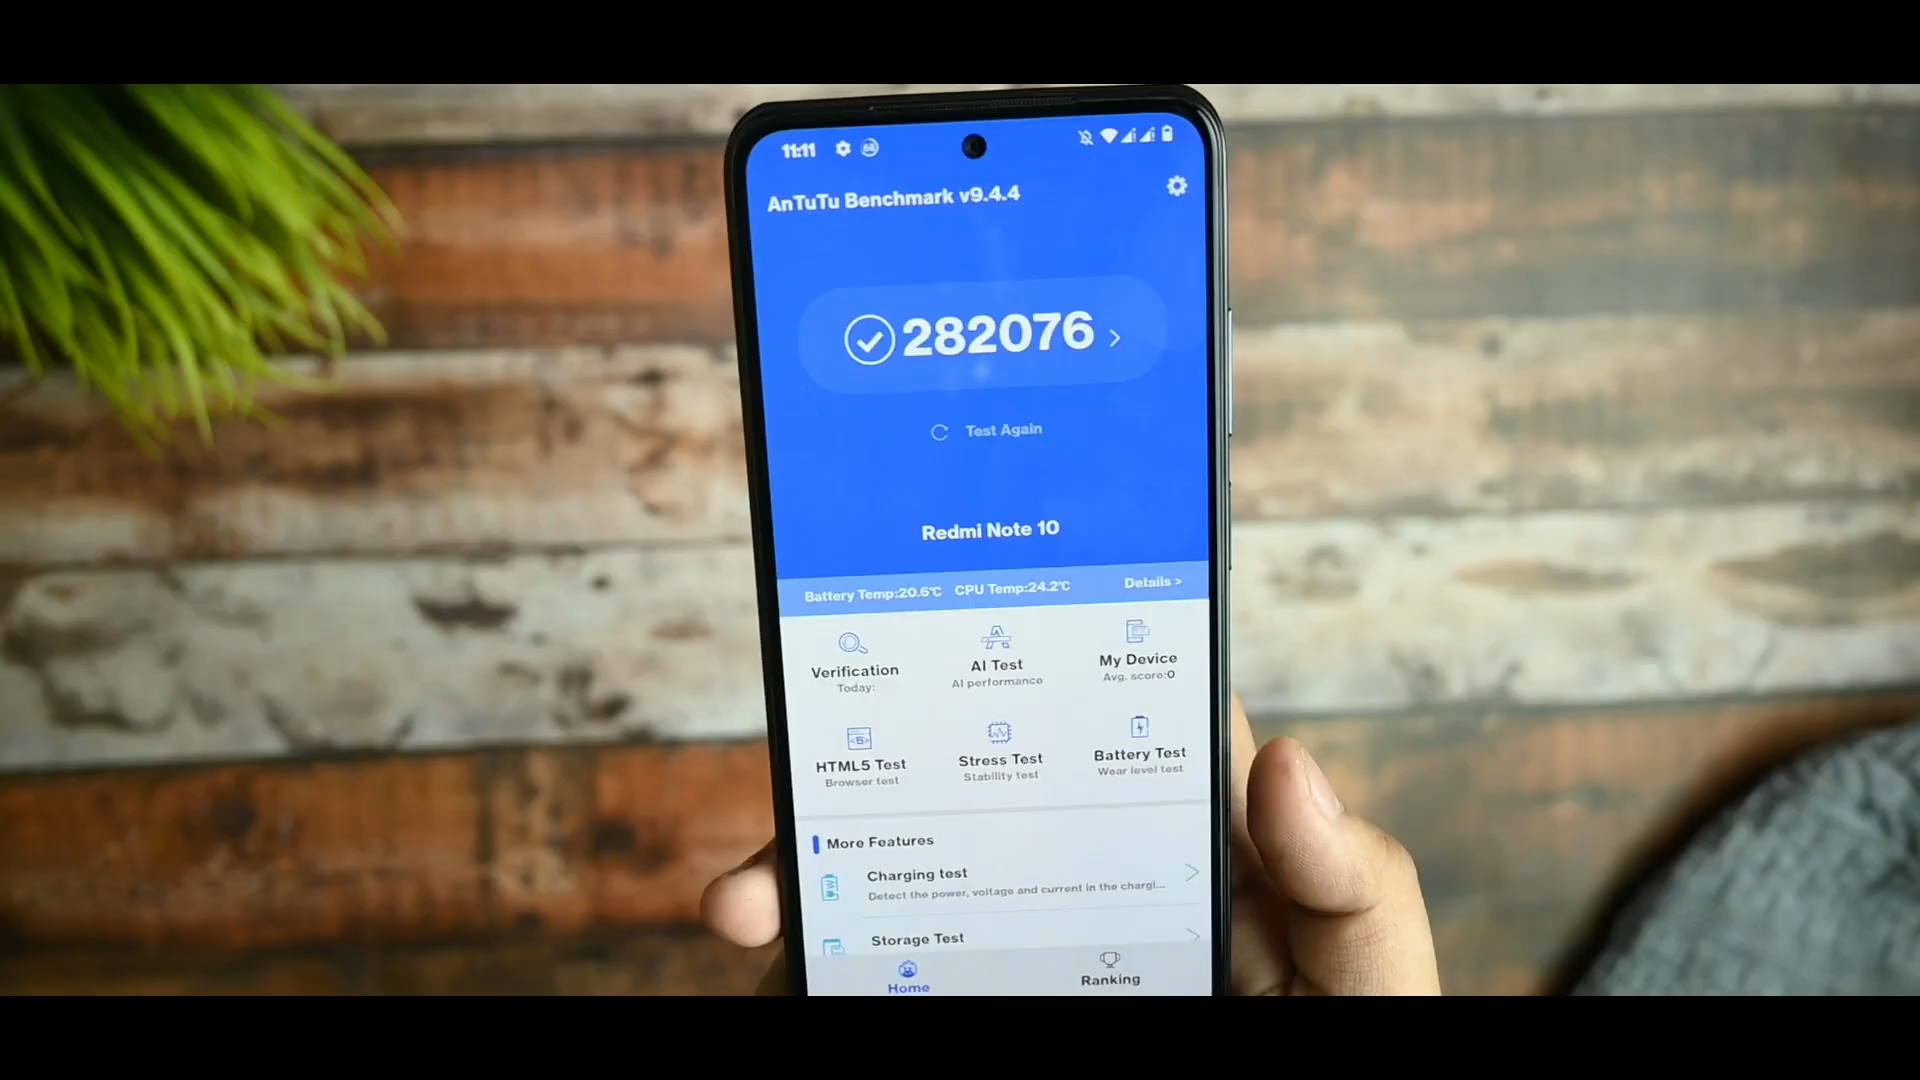 11:11 68
AnTuTu Benchmark v9.4.4
282076
Test Again
Redmi Note 10
Battery Temp:20.6℃ CPU Temp:24.2℃ Details >
Verification AI Test My Device
Today: AI performance Avg. score:0
HTML5 Test Stress Test Battery Test
Browser test Stability test Wear level test
More Features
Charging test
Detect the power, voltage and current in the chargi...
Storage Test
Home Ranking